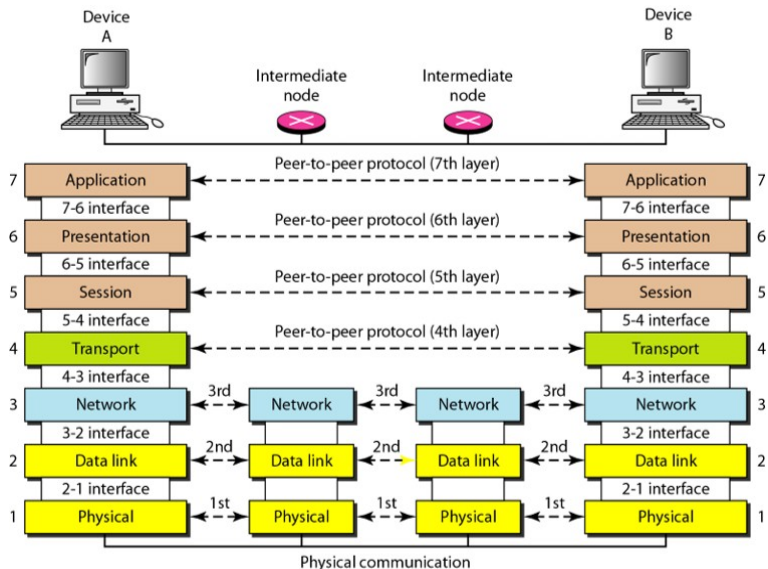 Device
A
Device
B
Intermediate
node
Intermediate
node
Peer-to-peer protocol (7th layer)
7 Application Application 7
7-6 interface 7-6 interface
Peer-to-peer protocol (6th layer)
6 Presentation Presentation 6
6-5 interface 6-5 interface
Peer-to-peer protocol (5th layer)
5 Session Session 5
5-4 interface 5-4 interface
Peer-to-peer protocol (4th layer)
4 Transport Transport 4
4-3 interface 4-3 interface
3rd 3rd 3rd
3 Network Network Network Network 3
3-2 interface 3-2 interface
2nd 2nd 2nd
2 Data link Data link Data link Data link 2
2-1 interface 2-1 interface
1st 1st 1st
1 Physical Physical Physical Physical 1
Physical communication